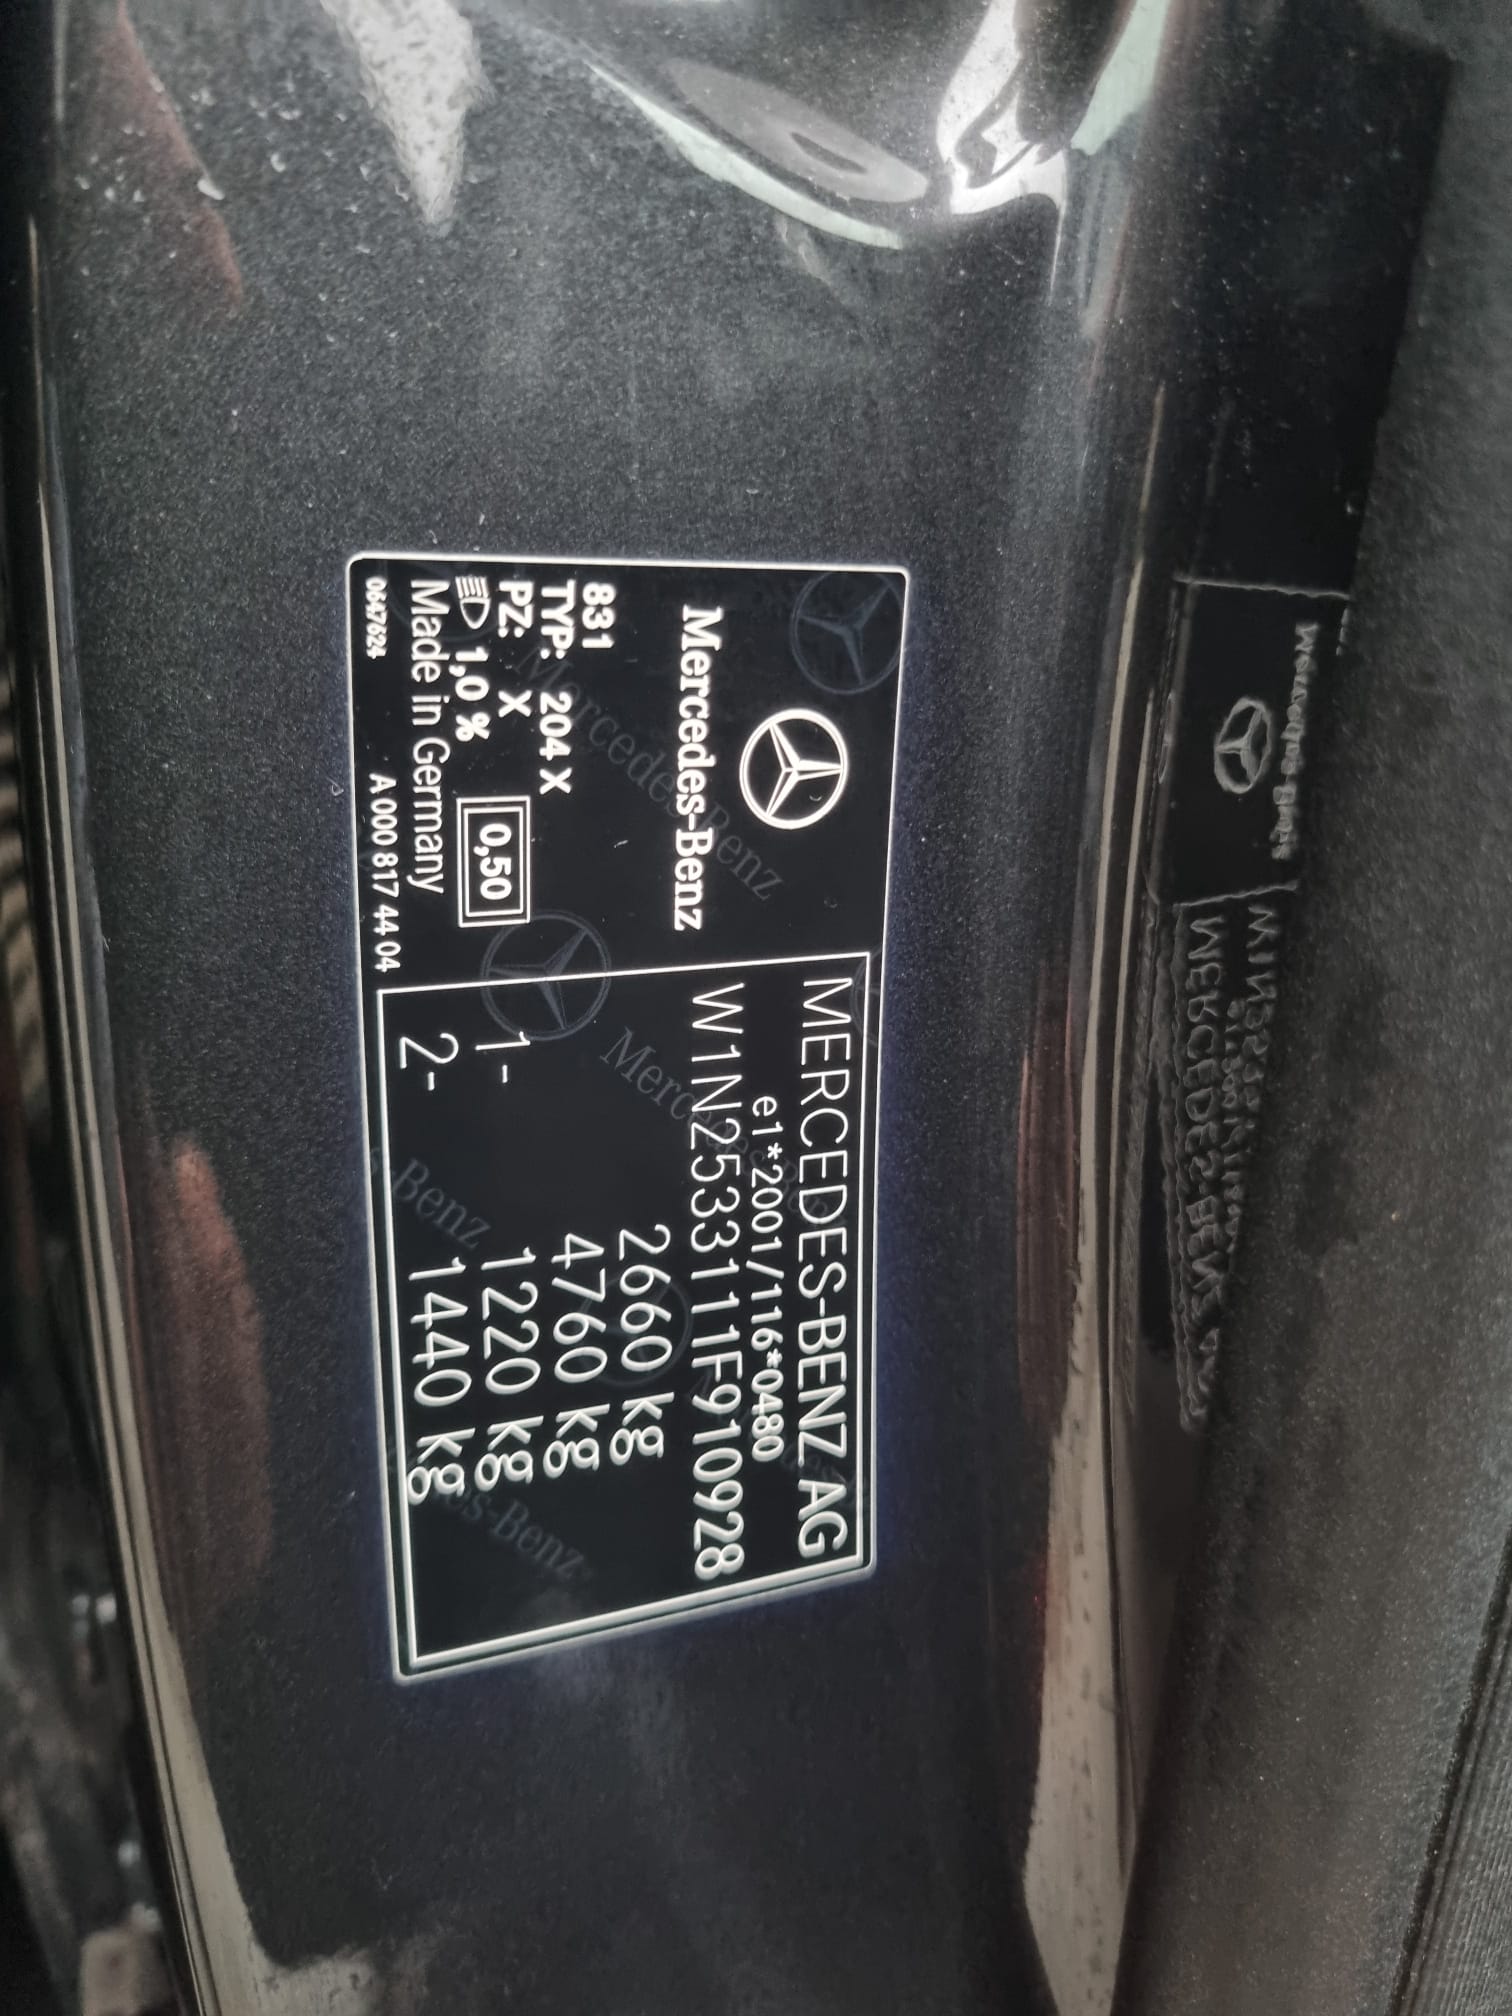 Mercedes-Benz
831
TYP: 204 X
PZ: X
1,0 %
0,50
Made in Germany
0647624
A 000 817 44 04
MERCEDES-BENZ AG
e1*2001/116*0480
W1N2533111F910928
2660 kg
4760 kg
1- 1220 kg
2- 1440 kg